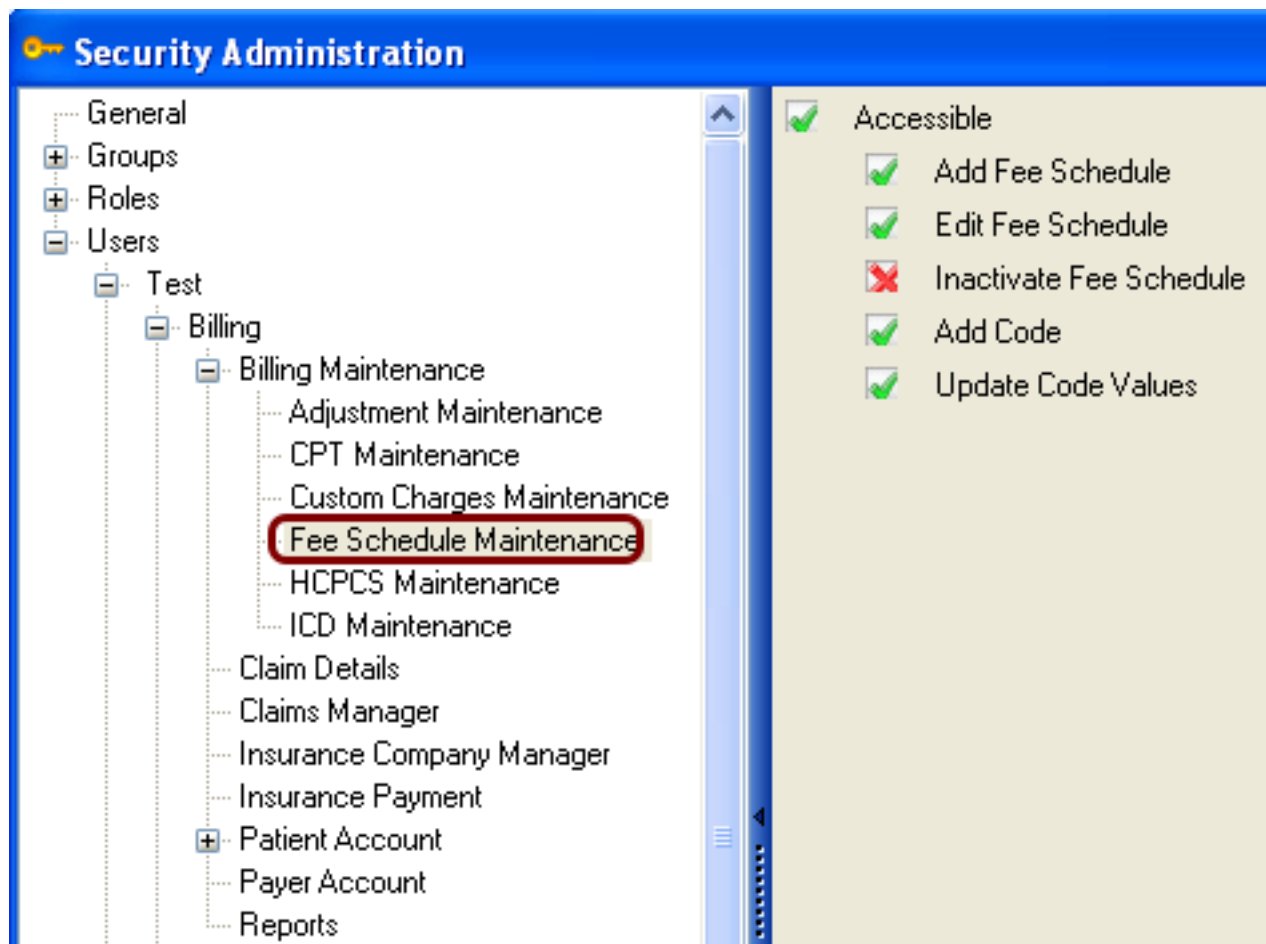 Security Administration
General
Groups
Roles
Users
Test
Billing
Billing Maintenance
Adjustment Maintenance
CPT Maintenance
Custom Charges Maintenance
Fee Schedule Maintenance
HCPCS Maintenance
ICD Maintenance
Claim Details
Claims Manager
Insurance Company Manager
Insurance Payment
Patient Account
Payer Account
Reports
Accessible
Add Fee Schedule
Edit Fee Schedule
Inactivate Fee Schedule
Add Code
Update Code Values